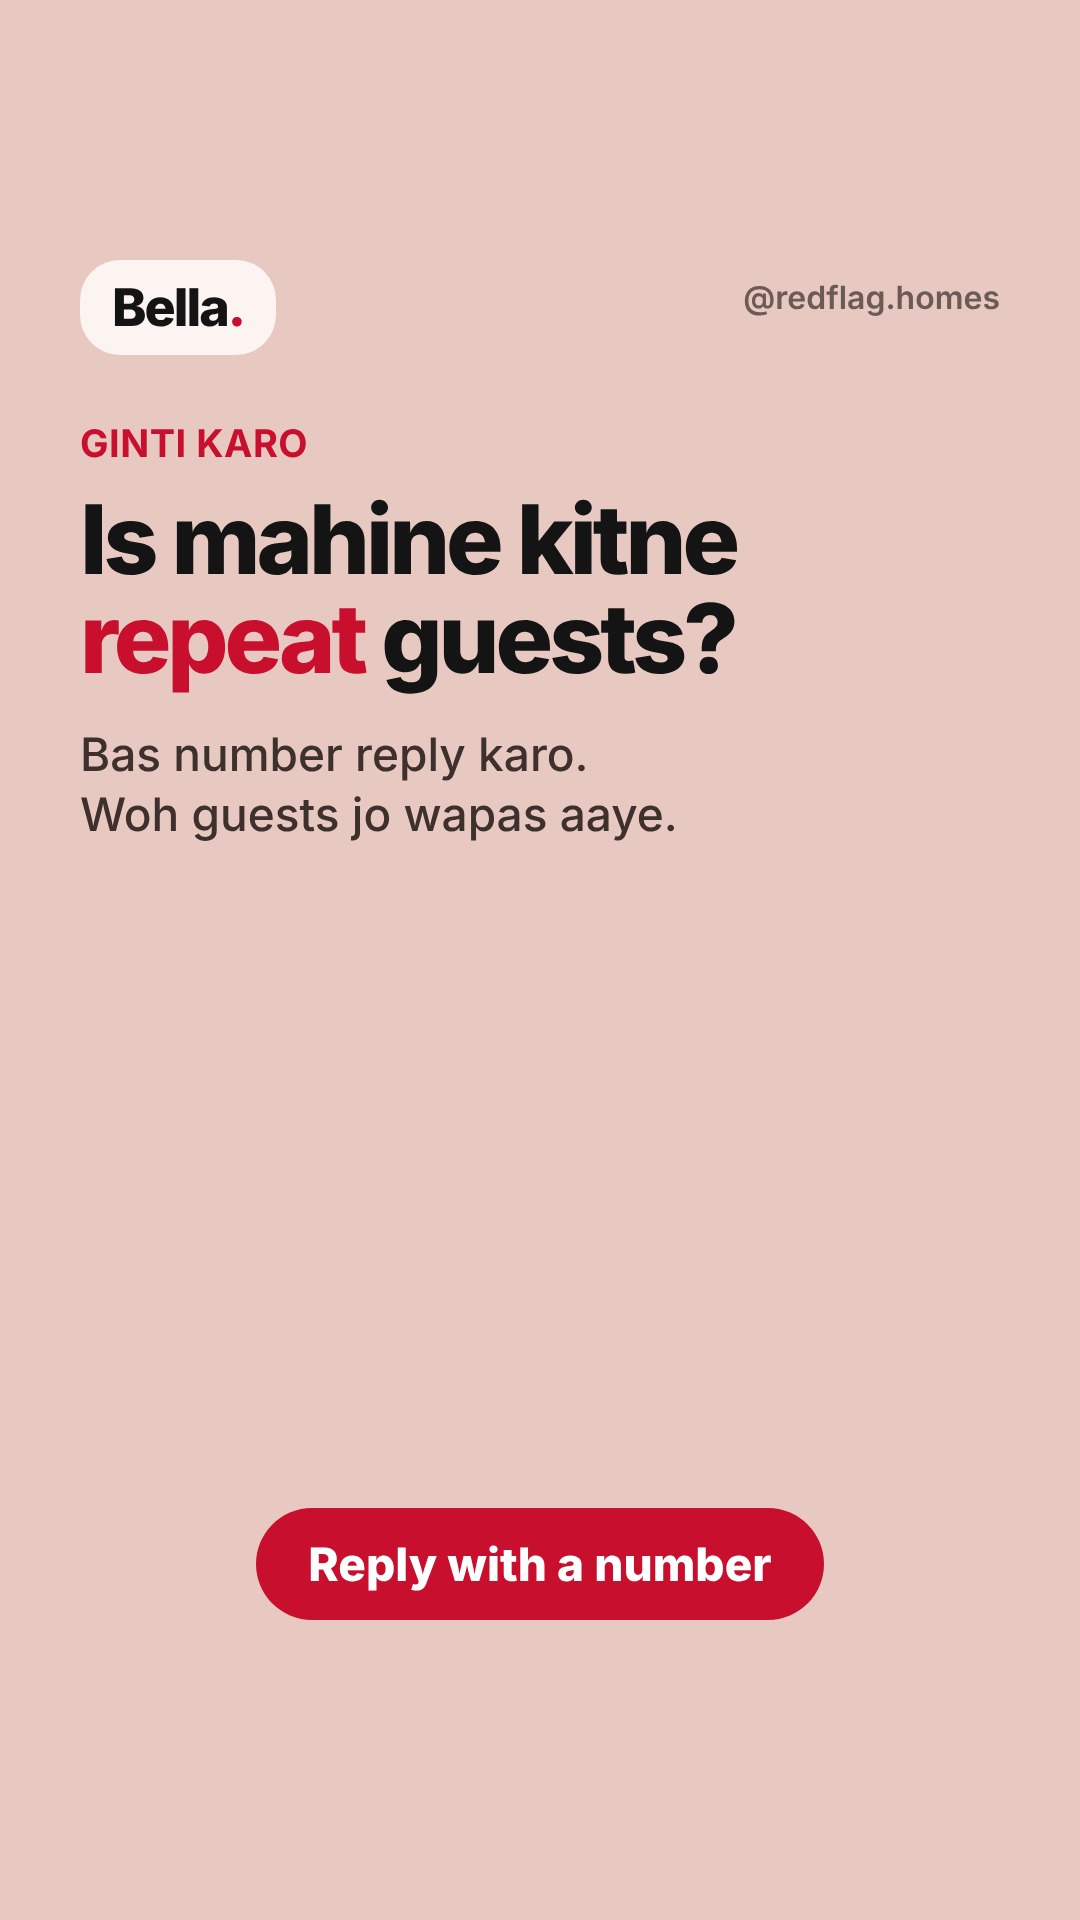 Bella.
@redflag.homes
GINTI KARO
Is mahine kitne
repeat guests?
Bas number reply karo.
Woh guests jo wapas aaye.
Reply with a number